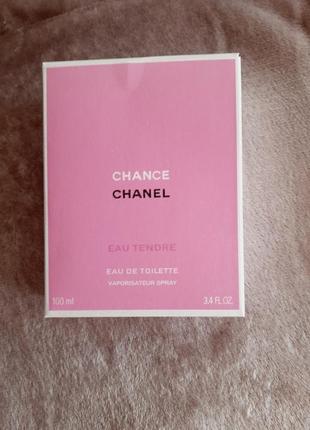 CHANCE
CHANEL
EAU TENDRE
EAU DE TOILETTE
VAPORISATEUR SPRAY
100 ml 3.4 FL.OZ.